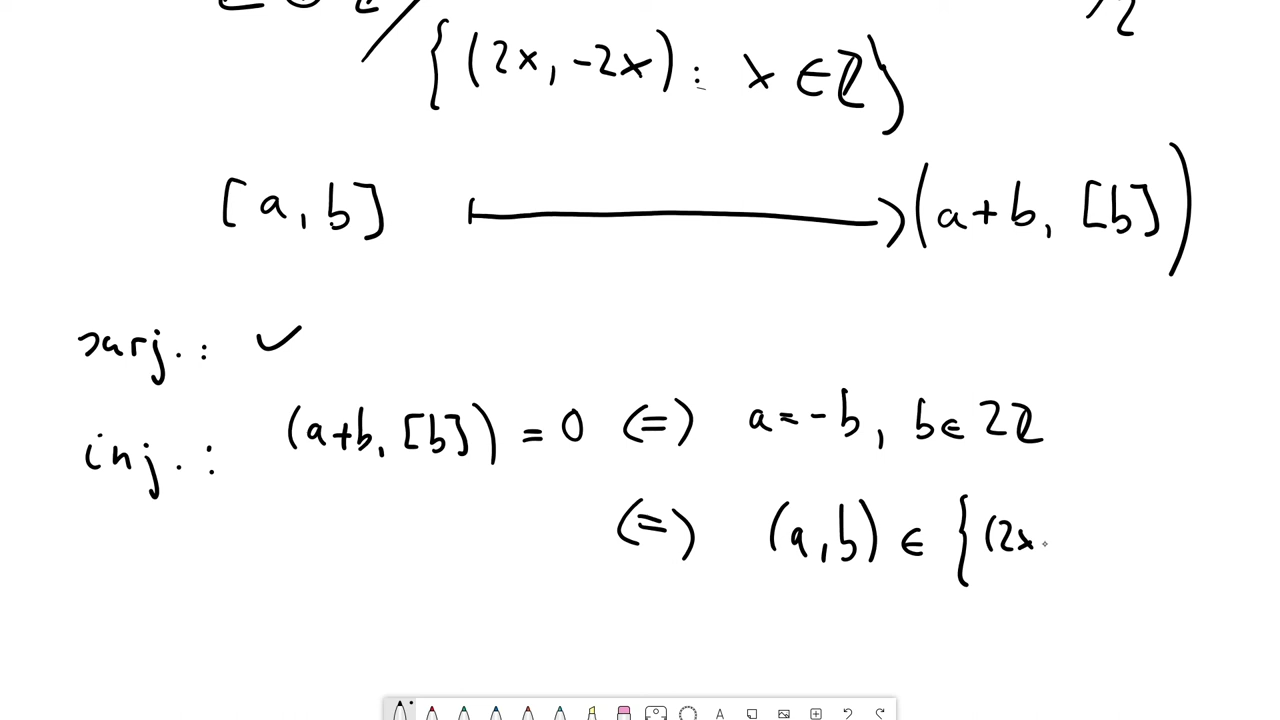 {(2x, -2x) : x ∈ ℤ}
[a, b] ⟼ (a+b, [b])
surj. : ✓
inj. : (a+b, [b]) = 0 (=) a = -b, b ∈ 2ℤ
(=) (a, b) ∈ {(2x